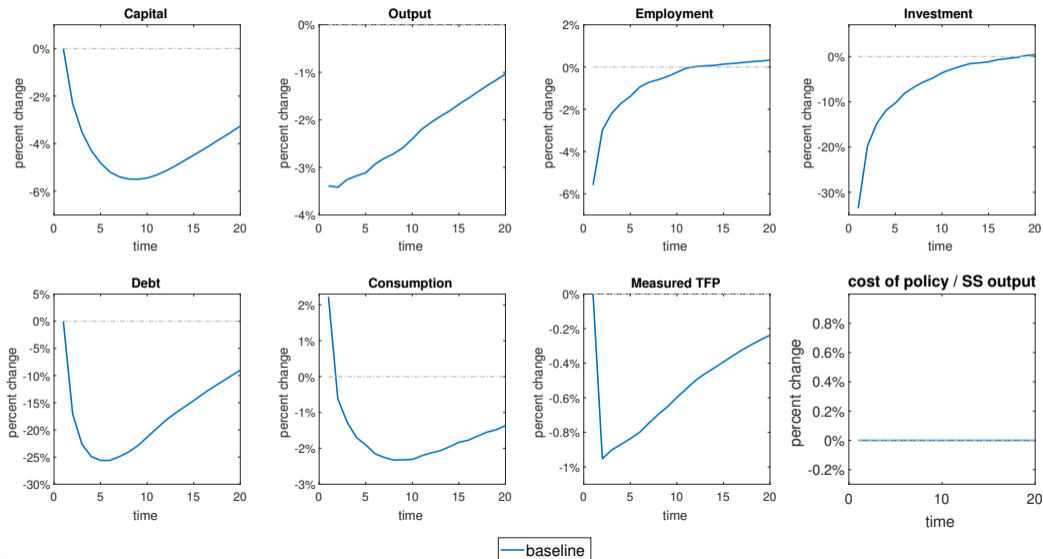 Capital
0%
-2%
-4%
-6%
percent change
0 5 10 15 20
time
Output
0%
-1%
-2%
-3%
-4%
percent change
0 5 10 15 20
time
Employment
2%
0%
-2%
-4%
-6%
percent change
0 5 10 15 20
time
Investment
0%
-10%
-20%
-30%
percent change
0 5 10 15 20
time
Debt
5%
0%
-5%
-10%
-15%
-20%
-25%
-30%
percent change
0 5 10 15 20
time
Consumption
2%
1%
0%
-1%
-2%
-3%
percent change
0 5 10 15 20
time
Measured TFP
0%
-0.2%
-0.4%
-0.6%
-0.8%
-1%
percent change
0 5 10 15 20
time
cost of policy / SS output
0.8%
0.6%
0.4%
0.2%
0%
-0.2%
percent change
0 10 20
time
baseline